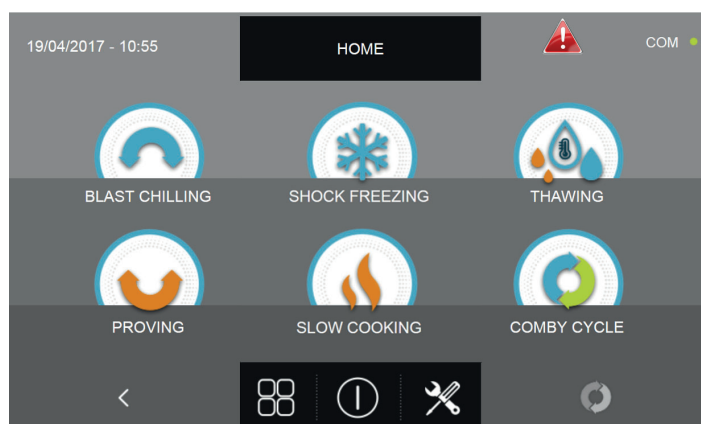 19/04/2017 - 10:55
HOME
COM
BLAST CHILLING
SHOCK FREEZING
THAWING
PROVING
SLOW COOKING
COMBY CYCLE